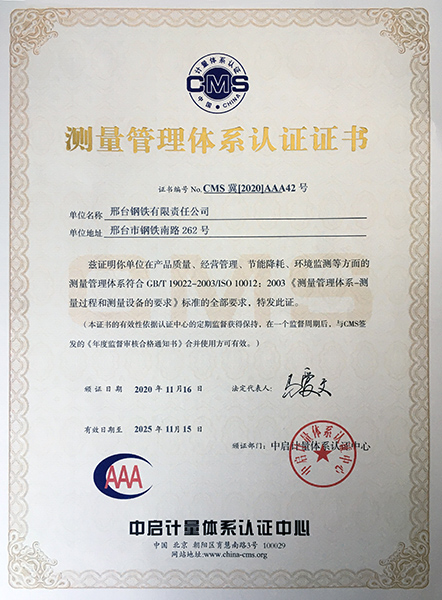 计量体系认证
CMS
中国·CHINA
测量管理体系认证证书
证书编号 No.CMS 冀[2020]AAA42 号
单位名称 邢台钢铁有限责任公司
单位地址 邢台市钢铁南路 262 号
兹证明你单位在产品质量、经营管理、节能降耗、环境监测等方面的
测量管理体系符合 GB/T 19022-2003/ISO 10012：2003《测量管理体系-测
量过程和测量设备的要求》标准的全部要求，特发此证。
（本证书的有效性依据认证中心的定期监督获得保持，在一个监督周期后，与CMS签
发的《年度监督审核合格通知书》合并使用方可有效。）
颁证日期 2020 年 11月 16 日 法定代表人：
有效日期至 2025 年 11月 15 日
颁证部门：中启计量体系认证中心
中启计量体系认证中心
AAA
中启计量体系认证中心
中国 北京 朝阳区育慧南路3号 100029
网站地址:www.china-cms.org